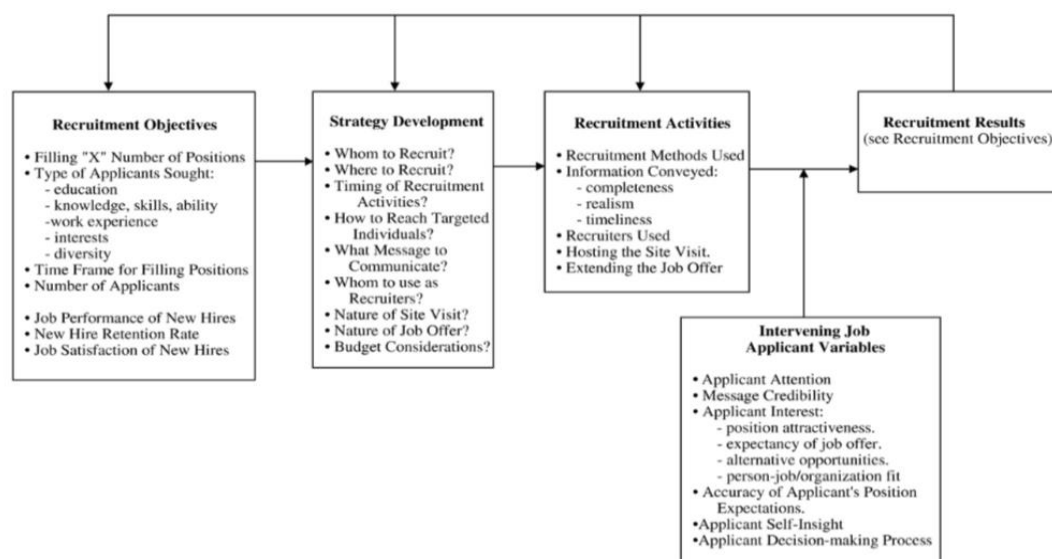 Recruitment Objectives
• Filling "X" Number of Positions
• Type of Applicants Sought:
- education
- knowledge, skills, ability
-work experience
- interests
- diversity
• Time Frame for Filling Positions
• Number of Applicants
• Job Performance of New Hires
• New Hire Retention Rate
• Job Satisfaction of New Hires
Strategy Development
• Whom to Recruit?
• Where to Recruit?
• Timing of Recruitment
Activities?
• How to Reach Targeted
Individuals?
• What Message to
Communicate?
• Whom to use as
Recruiters?
• Nature of Site Visit?
• Nature of Job Offer?
• Budget Considerations?
Recruitment Activities
• Recruitment Methods Used
• Information Conveyed:
- completeness
- realism
- timeliness
• Recruiters Used
• Hosting the Site Visit.
• Extending the Job Offer
Recruitment Results
(see Recruitment Objectives)
Intervening Job
Applicant Variables
• Applicant Attention
• Message Credibility
• Applicant Interest:
- position attractiveness.
- expectancy of job offer.
- alternative opportunities.
- person-job/organization fit
• Accuracy of Applicant's Position
Expectations.
•Applicant Self-Insight
•Applicant Decision-making Process